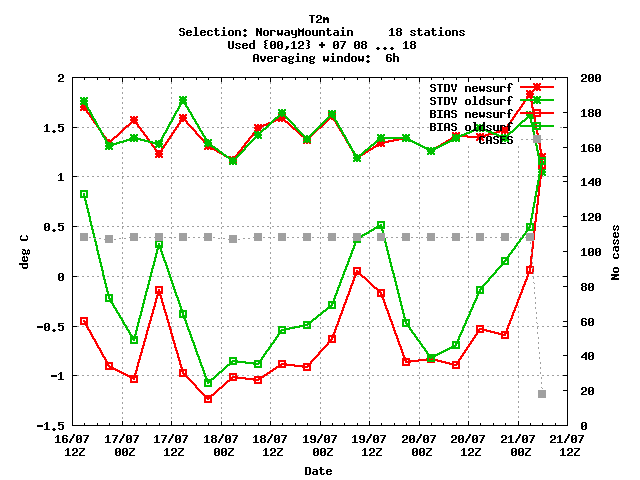 T2m
Selection: NorwayMountain 18 stations
Used {00,12} + 07 08 ... 18
Averaging window: 6h
STDV newsurf
STDV oldsurf
BIAS newsurf
BIAS oldsurf
CASES
deg C
2
1.5
1
0.5
0
-0.5
-1
-1.5
No cases
200
180
160
140
120
100
80
60
40
20
0
16/07 17/07 17/07 18/07 18/07 19/07 19/07 20/07 20/07 21/07 21/07
12Z 00Z 12Z 00Z 12Z 00Z 12Z 00Z 12Z 00Z 12Z
Date